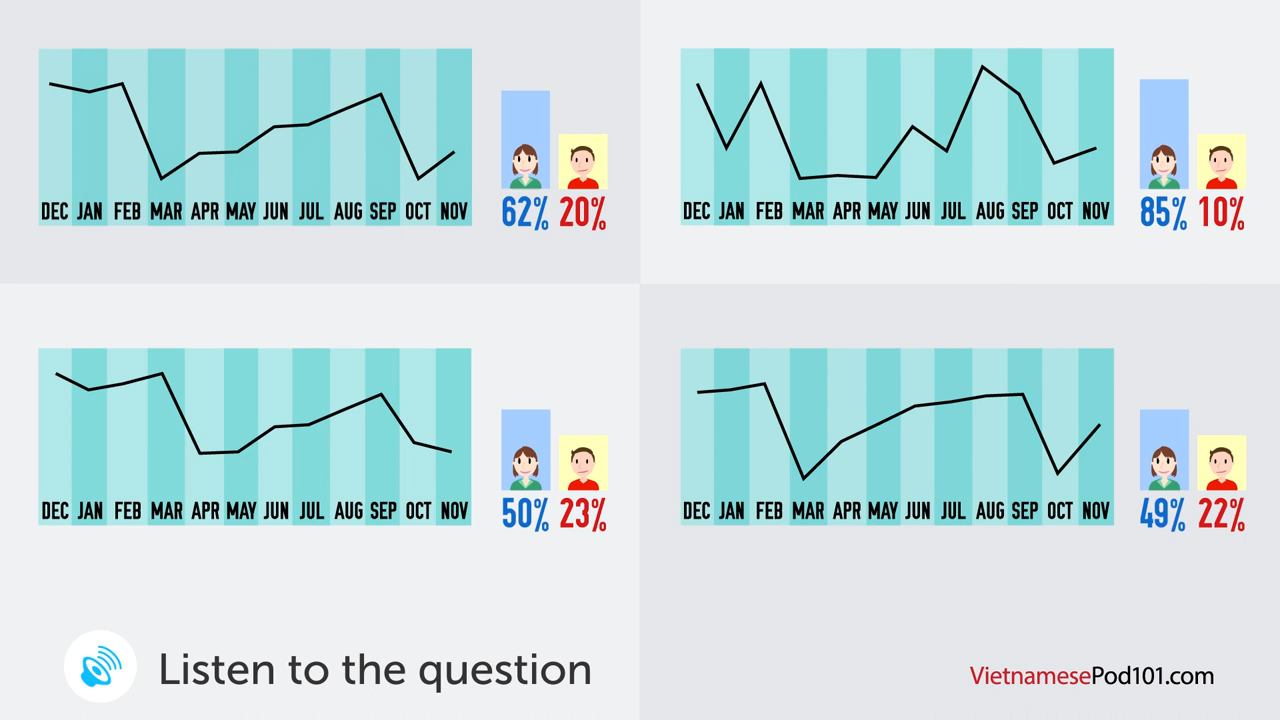 DEC JAN FEB MAR APR MAY JUN JUL AUG SEP OCT NOV
62% 20%
DEC JAN FEB MAR APR MAY JUN JUL AUG SEP OCT NOV
85% 10%
DEC JAN FEB MAR APR MAY JUN JUL AUG SEP OCT NOV
50% 23%
DEC JAN FEB MAR APR MAY JUN JUL AUG SEP OCT NOV
49% 22%
Listen to the question
VietnamesePod101.com